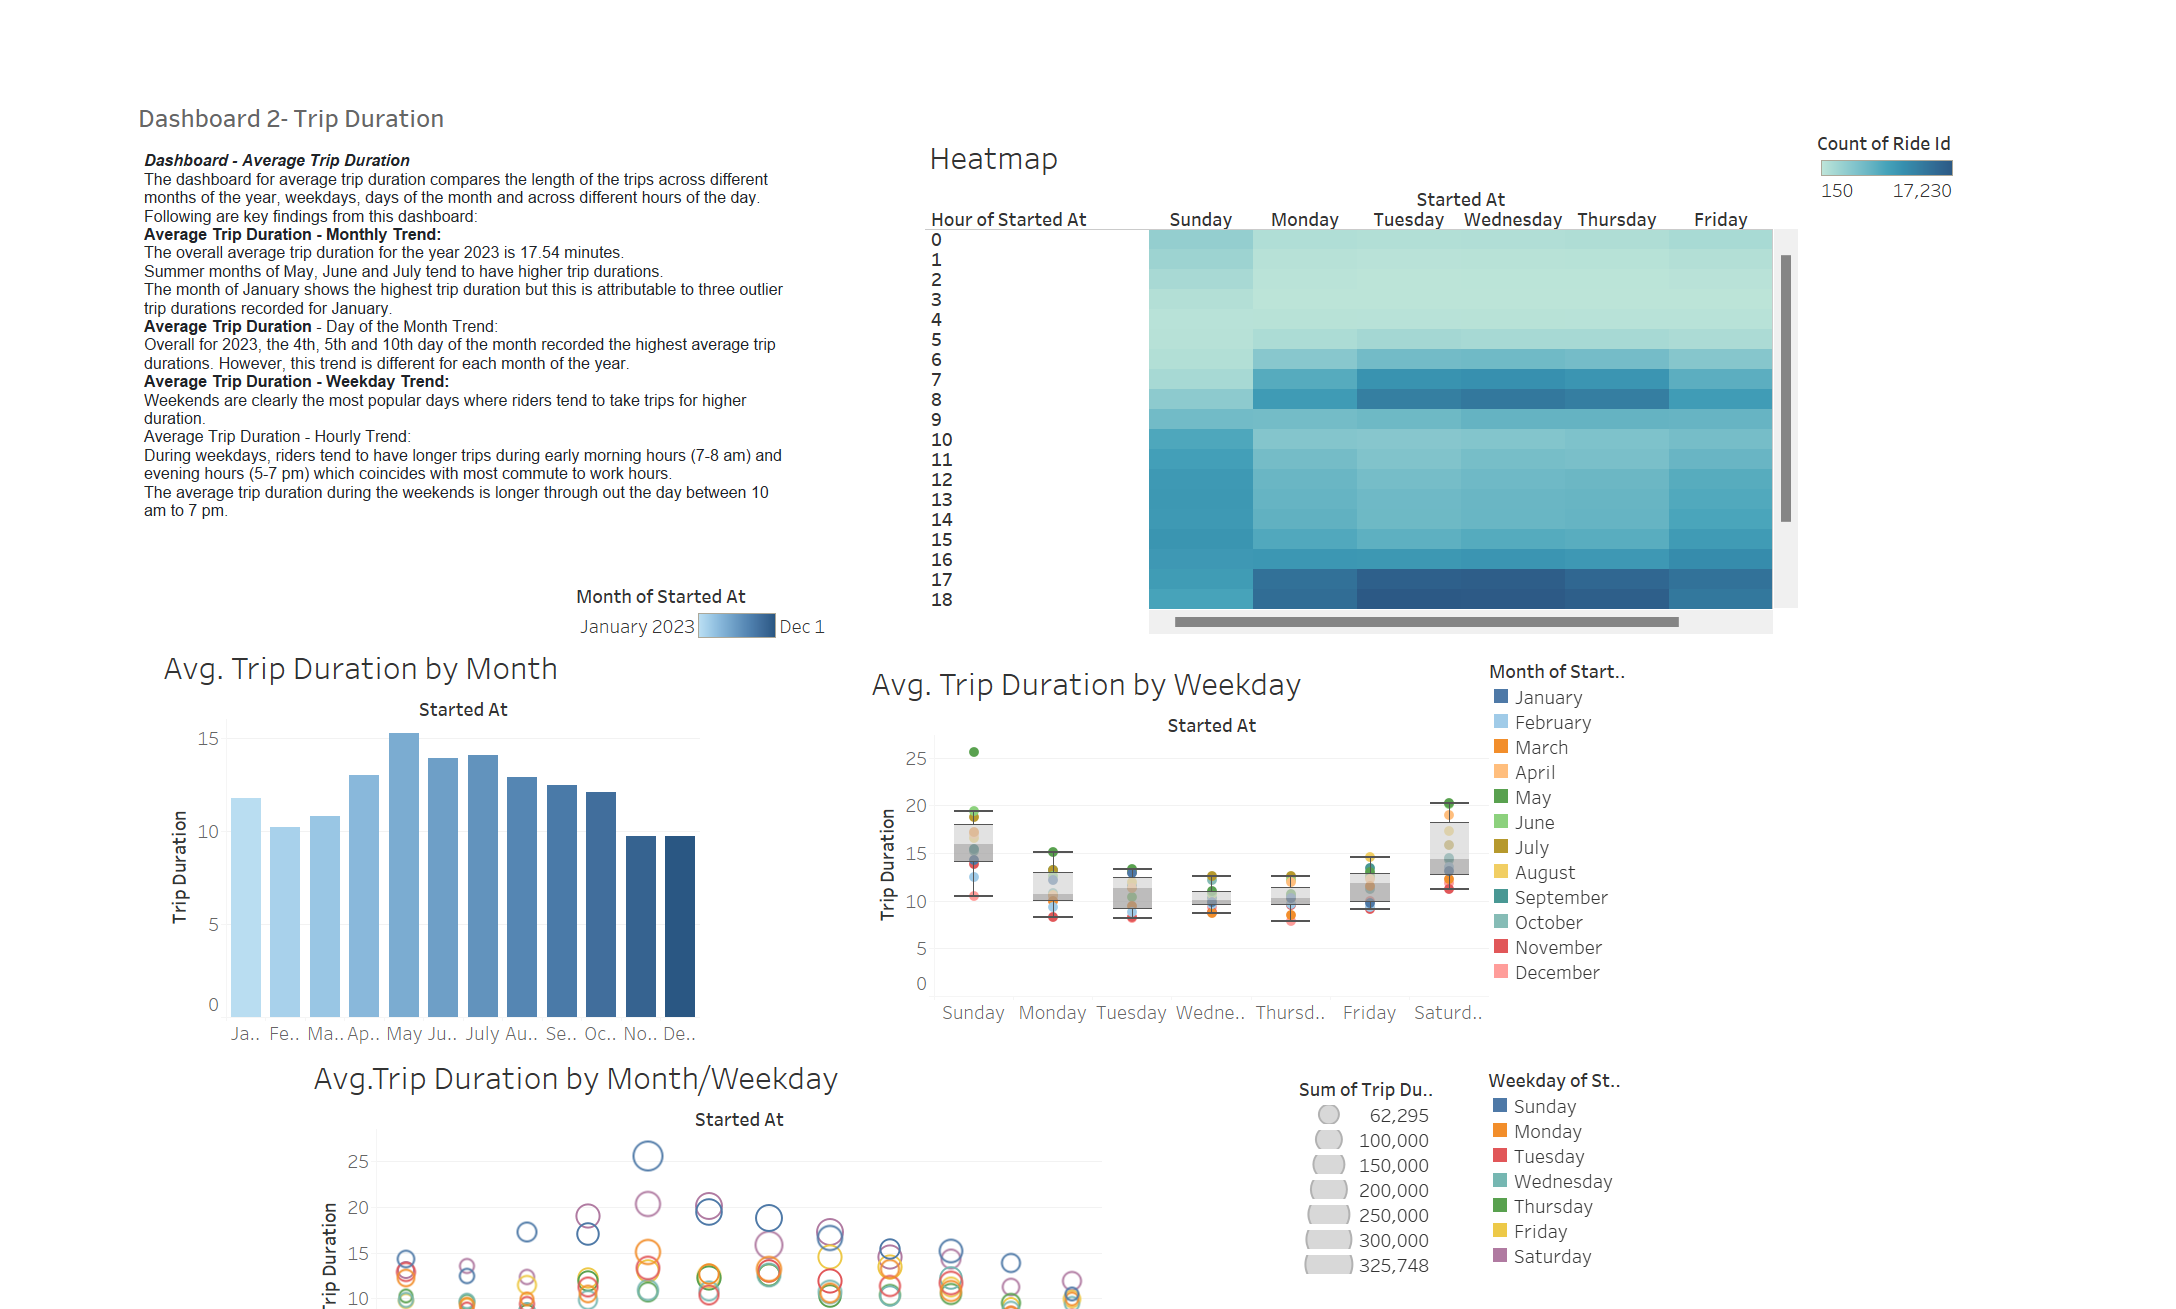 Dashboard 2- Trip Duration
Dashboard - Average Trip Duration
The dashboard for average trip duration compares the length of the trips across different
months of the year, weekdays, days of the month and across different hours of the day.
Following are key findings from this dashboard:
Average Trip Duration - Monthly Trend:
The overall average trip duration for the year 2023 is 17.54 minutes.
Summer months of May, June and July tend to have higher trip durations.
The month of January shows the highest trip duration but this is attributable to three outlier
trip durations recorded for January.
Average Trip Duration - Day of the Month Trend:
Overall for 2023, the 4th, 5th and 10th day of the month recorded the highest average trip
durations. However, this trend is different for each month of the year.
Average Trip Duration - Weekday Trend:
Weekends are clearly the most popular days where riders tend to take trips for higher
duration.
Average Trip Duration - Hourly Trend:
During weekdays, riders tend to have longer trips during early morning hours (7-8 am) and
evening hours (5-7 pm) which coincides with most commute to work hours.
The average trip duration during the weekends is longer through out the day between 10
am to 7 pm.
Heatmap
Started At
Hour of Started At Sunday Monday Tuesday Wednesday Thursday Friday
0
1
2
3
4
5
6
7
8
9
10
11
12
13
14
15
16
17
18
Count of Ride Id
150 17,230
Month of Started At
January 2023 Dec 1
Avg. Trip Duration by Month
Started At
Trip Duration
15
10
5
0
Ja.. Fe.. Ma.. Ap.. May Ju.. July Au.. Se.. Oc.. No.. De..
Avg. Trip Duration by Weekday
Started At
Trip Duration
25
20
15
10
5
0
Sunday Monday Tuesday Wedne.. Thursd.. Friday Saturd..
Month of Start..
January
February
March
April
May
June
July
August
September
October
November
December
Avg.Trip Duration by Month/Weekday
Started At
Trip Duration
25
20
15
10
Sum of Trip Du..
62,295
100,000
150,000
200,000
250,000
300,000
325,748
Weekday of St..
Sunday
Monday
Tuesday
Wednesday
Thursday
Friday
Saturday